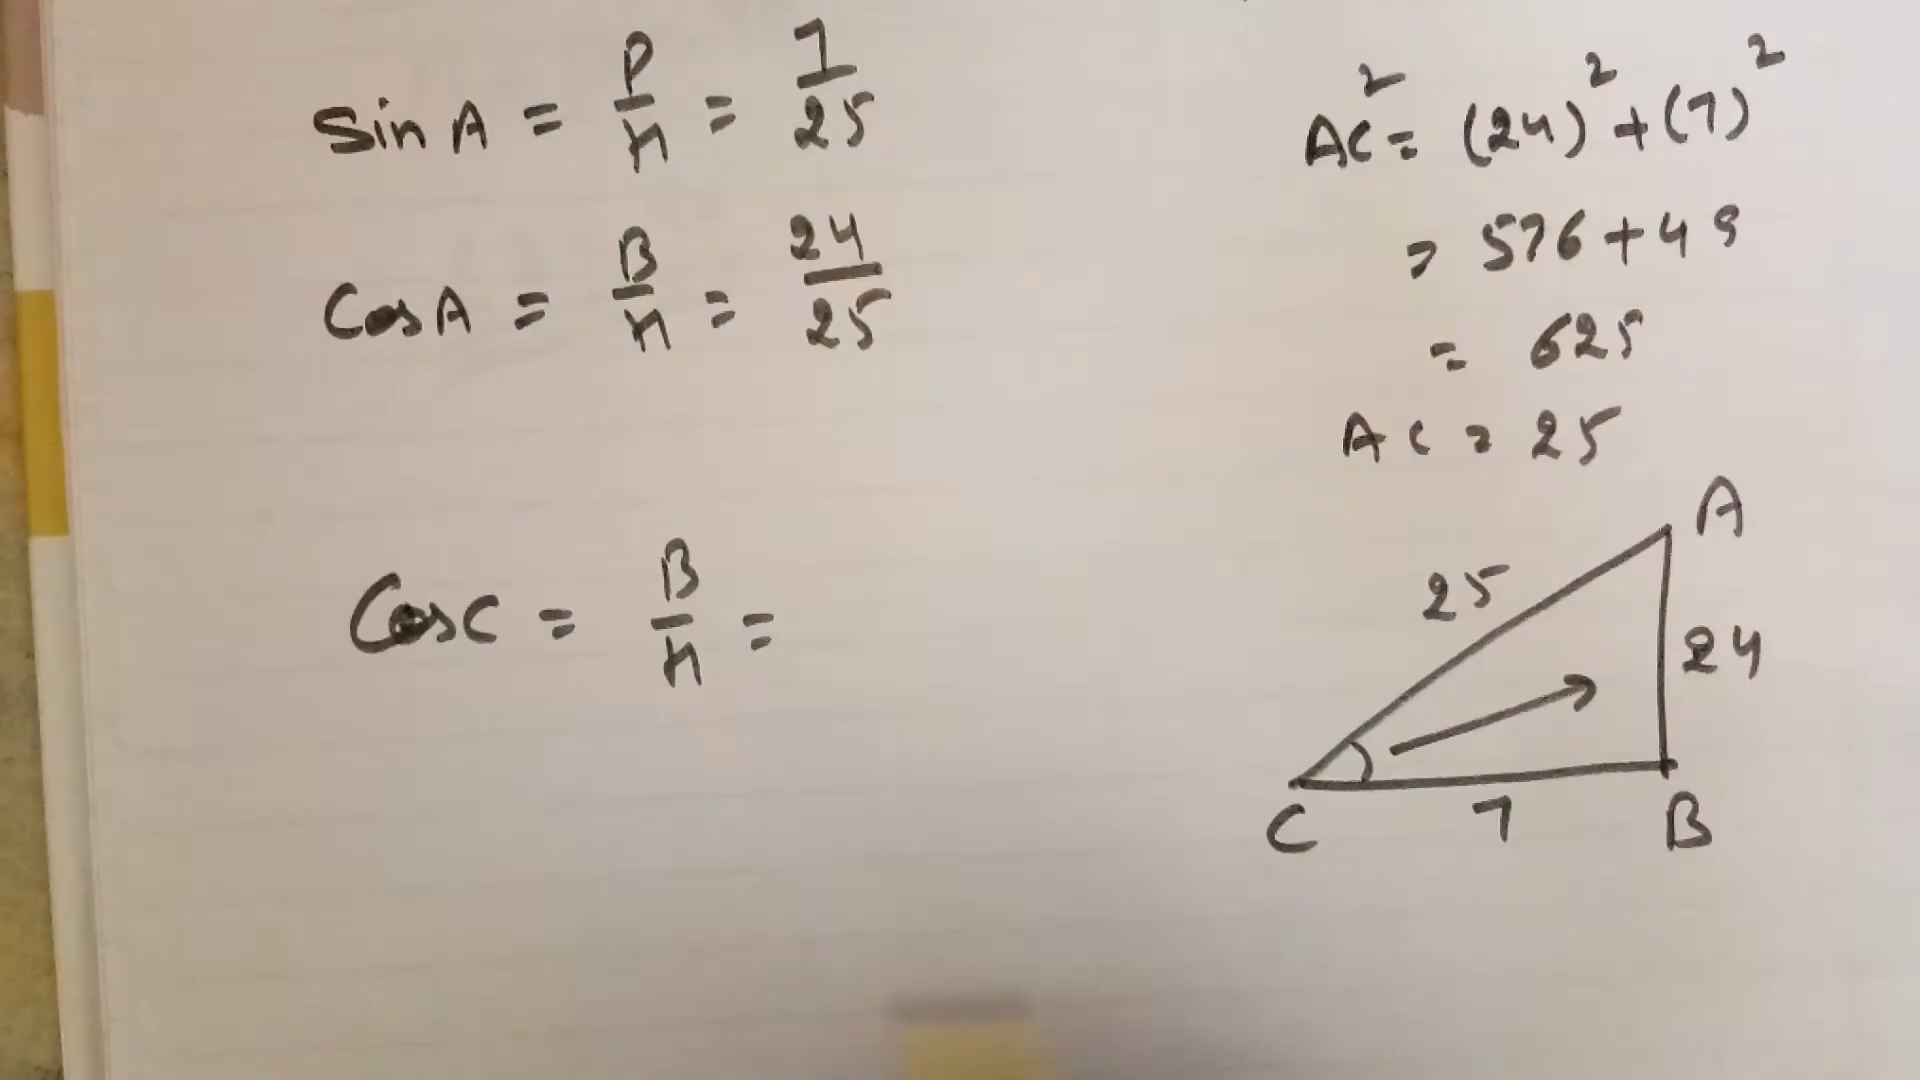 Sin A = P/H = 7/25
Cos A = B/H = 24/25
Cos C = B/H =
AC² = (24)² + (7)²
= 576 + 49
= 625
AC = 25
A
25
24
C 7 B